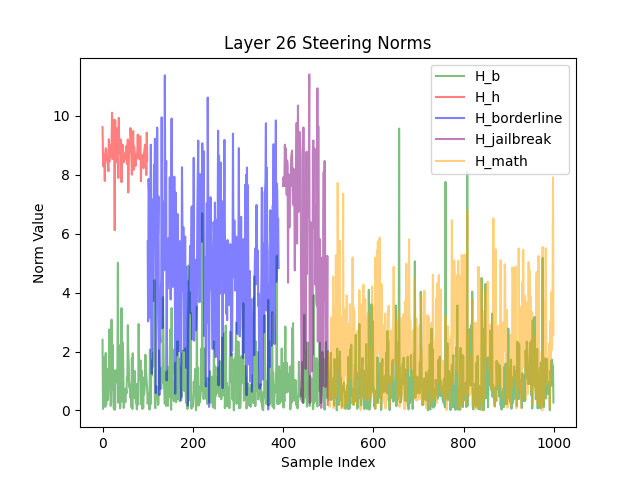 Layer 26 Steering Norms
H_b
H_h
H_borderline
H_jailbreak
H_math
Norm Value
10
8
6
4
2
0
0
200
400
600
800
1000
Sample Index